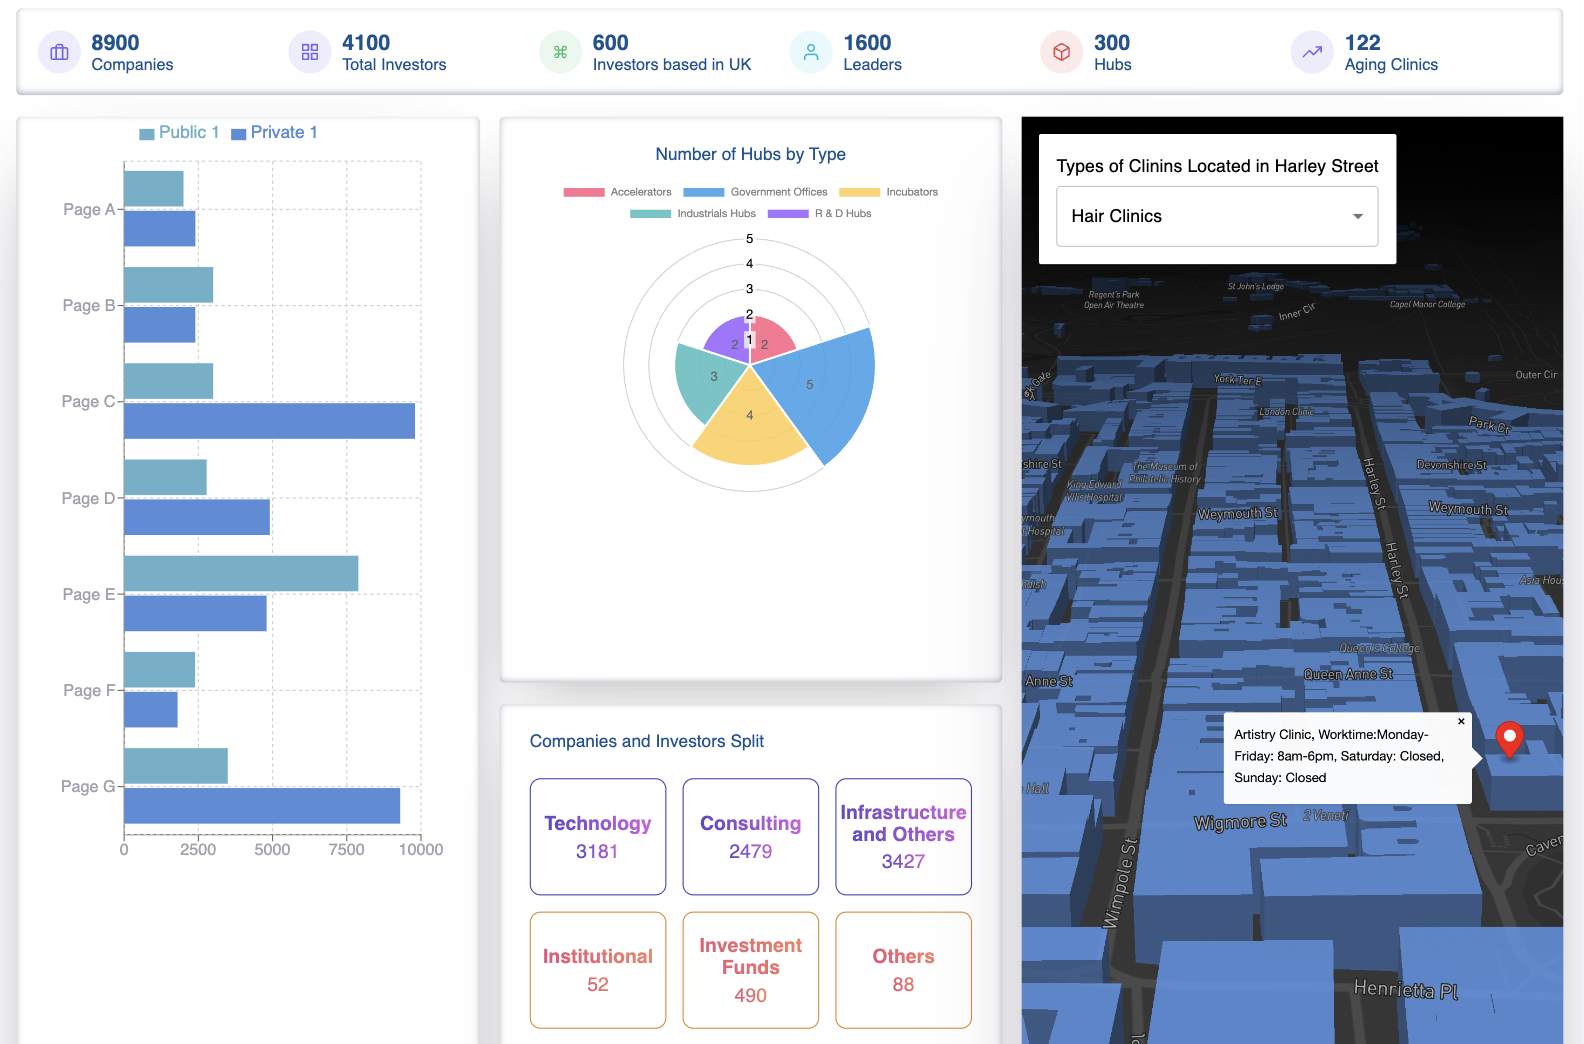 8900
Companies
4100
Total Investors
600
Investors based in UK
1600
Leaders
300
Hubs
122
Aging Clinics
Public 1 Private 1
Page A
Page B
Page C
Page D
Page E
Page F
Page G
0 2500 5000 7500 10000
Number of Hubs by Type
Accelerators Government Offices Incubators
Industrials Hubs R & D Hubs
5
4
3
2
1
2 2
3 5
4
Companies and Investors Split
Technology
3181
Consulting
2479
Infrastructure
and Others
3427
Institutional
52
Investment
Funds
490
Others
88
Types of Clinins Located in Harley Street
Hair Clinics
Regent's Park
Open Air Theatre
St John's Lodge
Inner Cir
Capel Manor College
Outer Cir
York Ter E
London Clinic
Park Cr
shire St
The Museum of
Philatelic History
King Edward
VII's Hospital
Harley St
Devonshire St
Weymouth St
Weymouth St
ymouth
Hospital
Harley St
Asia Hou
Queen's College
Anne St
Queen Anne St
Artistry Clinic, Worktime:Monday-
Friday: 8am-6pm, Saturday: Closed,
Sunday: Closed
×
Hall
Wigmore St
2 Veneti
Caven
Wimpole St
Henrietta Pl